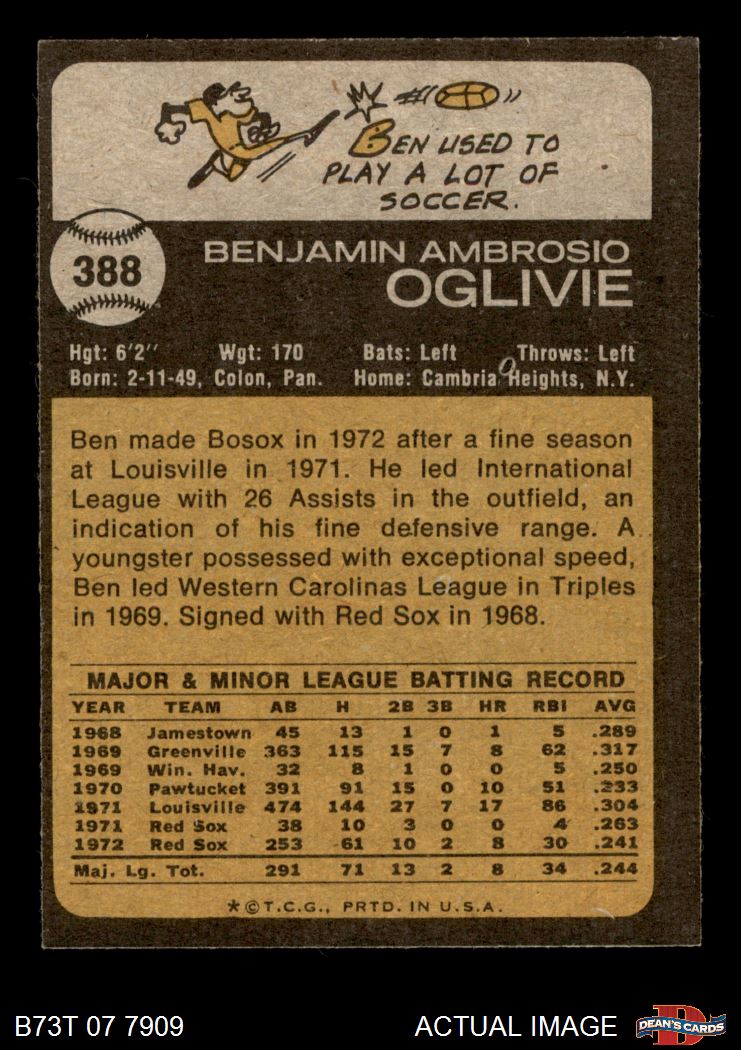 BEN USED TO
PLAY A LOT OF
SOCCER.
388
BENJAMIN AMBROSIO
OGLIVIE
Hgt: 6'2" Wgt: 170 Bats: Left Throws: Left
Born: 2-11-49, Colon, Pan. Home: Cambria Heights, N.Y.
Ben made Bosox in 1972 after a fine season
at Louisville in 1971. He led International
League with 26 Assists in the outfield, an
indication of his fine defensive range. A
youngster possessed with exceptional speed,
Ben led Western Carolinas League in Triples
in 1969. Signed with Red Sox in 1968.
MAJOR & MINOR LEAGUE BATTING RECORD
YEAR TEAM AB H 2B 3B HR RBI AVG
1968 Jamestown 45 13 1 0 1 5 .289
1969 Greenville 363 115 15 7 8 62 .317
1969 Win. Hav. 32 8 1 0 0 5 .250
1970 Pawtucket 391 91 15 0 10 51 .233
1971 Louisville 474 144 27 7 17 86 .304
1971 Red Sox 38 10 3 0 0 4 .263
1972 Red Sox 253 61 10 2 8 30 .241
Maj. Lg. Tot. 291 71 13 2 8 34 .244
*©T.C.G., PRTD. IN U.S.A.
B73T 07 7909 ACTUAL IMAGE
DEAN'S CARDS